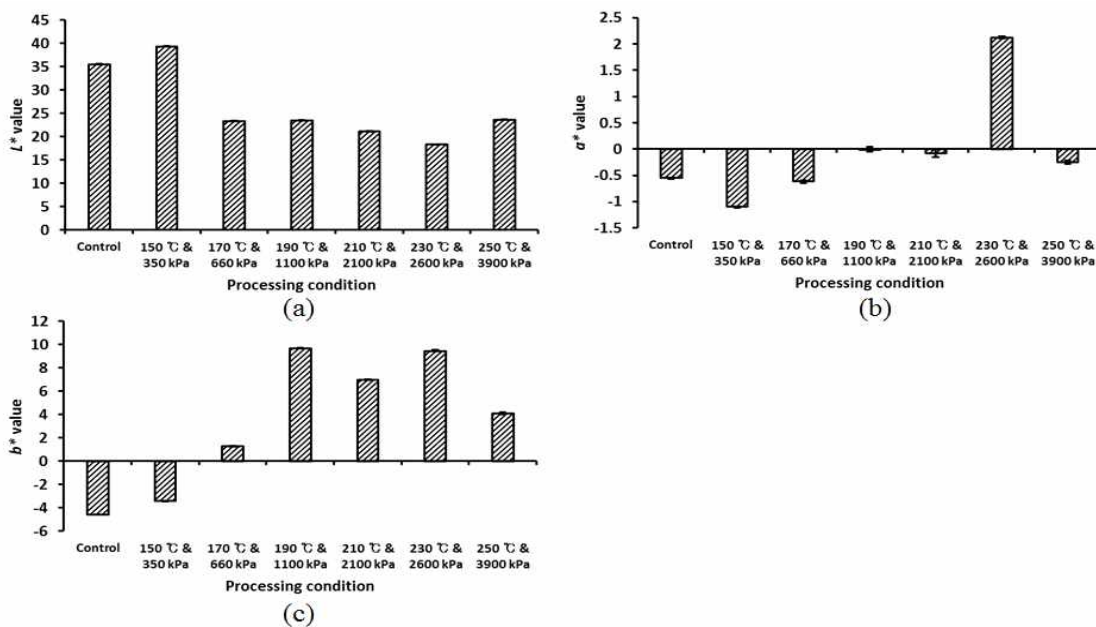 45
40
35
30
25
20
15
10
5
0
L* value
Control
150 ℃ &
350 kPa
170 ℃ &
660 kPa
190 ℃ &
1100 kPa
210 ℃ &
2100 kPa
230 ℃ &
2600 kPa
250 ℃ &
3900 kPa
Processing condition
(a)
2.5
2
1.5
1
0.5
0
-0.5
-1
-1.5
a* value
Control
150 ℃ &
350 kPa
170 ℃ &
660 kPa
190 ℃ &
1100 kPa
210 ℃ &
2100 kPa
230 ℃ &
2600 kPa
250 ℃ &
3900 kPa
Processing condition
(b)
12
10
8
6
4
2
0
-2
-4
-6
b* value
Control
150 ℃ &
350 kPa
170 ℃ &
660 kPa
190 ℃ &
1100 kPa
210 ℃ &
2100 kPa
230 ℃ &
2600 kPa
250 ℃ &
3900 kPa
Processing condition
(c)